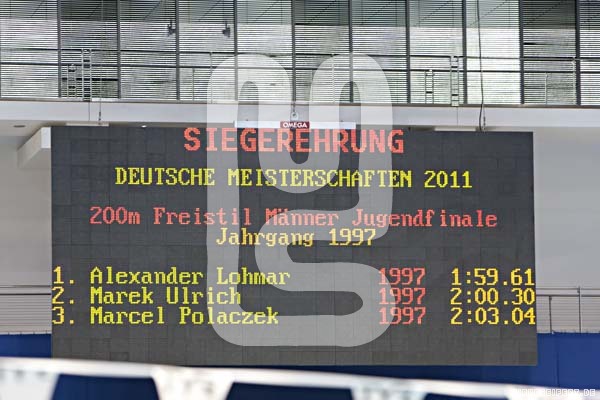 OMEGA
SIEGEREHRUNG
DEUTSCHE MEISTERSCHAFTEN 2011
200m Freistil Männer Jugendfinale
Jahrgang 1997
1. Alexander Lohmar 1997 1:59.61
2. Marek Ulrich 1997 2:00.30
3. Marcel Polaczek 1997 2:03.04